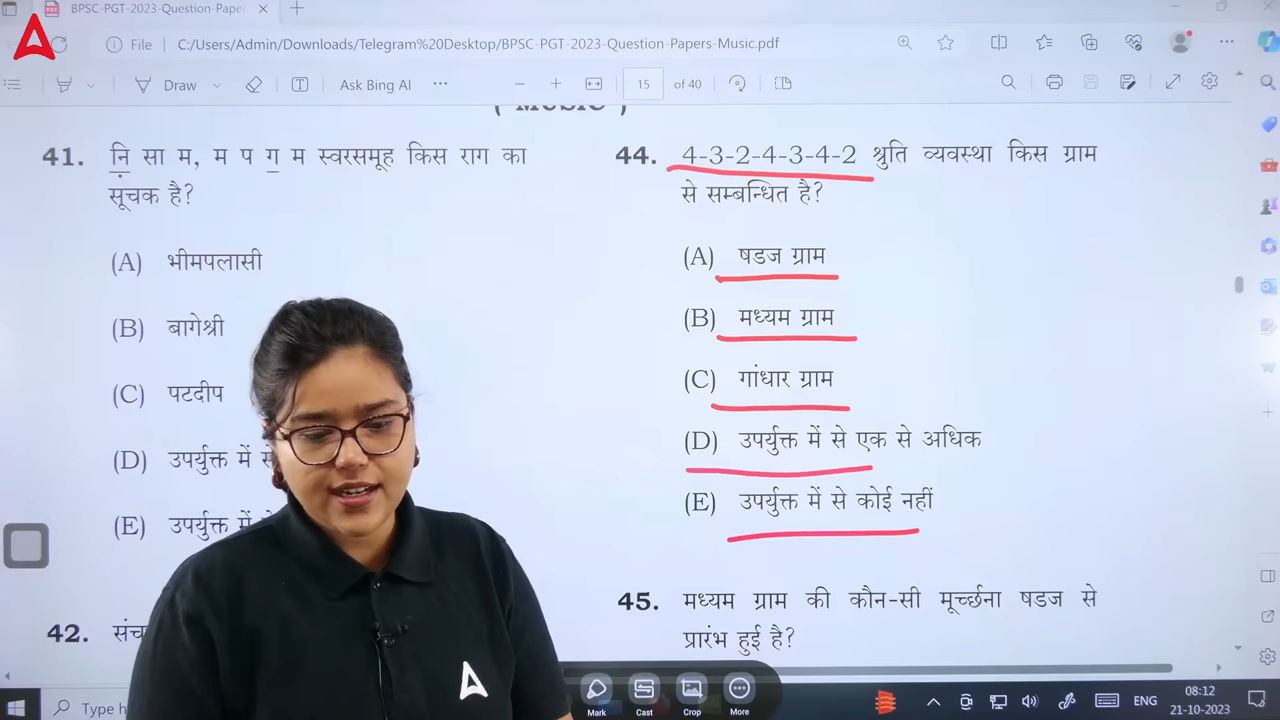 BPSC-PGT-2023-Question-Pape
File C:/Users/Admin/Downloads/Telegram%20Desktop/BPSC-PGT-2023-Question-Papers-Music.pdf
Draw
Ask Bing AI
15 of 40
( MUSIC )
41. नि़ सा म, म प ग॒ म स्वरसमूह किस राग का
सूचक है?
(A) भीमपलासी
(B) बागेश्री
(C) पटदीप
(D) उपर्युक्त में से
(E) उपर्युक्त में
42.
44. 4-3-2-4-3-4-2 श्रुति व्यवस्था किस ग्राम
से सम्बन्धित है?
(A) षडज ग्राम
(B) मध्यम ग्राम
(C) गांधार ग्राम
(D) उपर्युक्त में से एक से अधिक
(E) उपर्युक्त में से कोई नहीं
45. मध्यम ग्राम की कौन-सी मूर्च्छना षडज से
प्रारंभ हुई है?
Mark Cast Crop More
Type h
ENG
08:12
21-10-2023